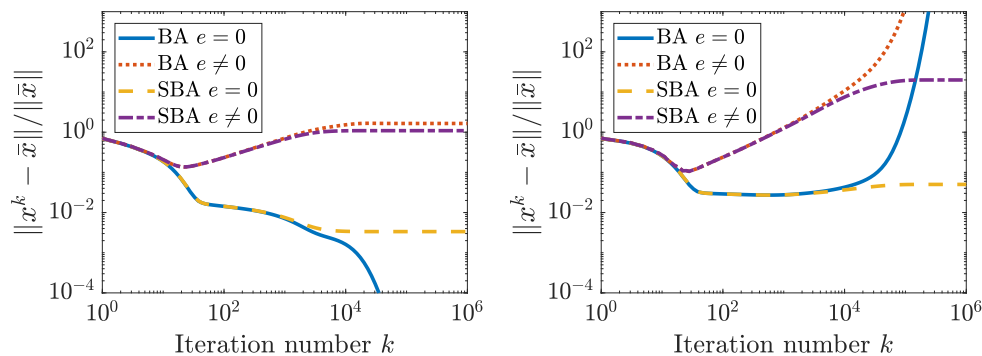 ||x^k − x̄||/||x̄||
10^2
10^0
10^−2
10^−4
BA e = 0
BA e ≠ 0
SBA e = 0
SBA e ≠ 0
10^0 10^2 10^4 10^6
Iteration number k
||x^k − x̄||/||x̄||
10^2
10^0
10^−2
10^−4
BA e = 0
BA e ≠ 0
SBA e = 0
SBA e ≠ 0
10^0 10^2 10^4 10^6
Iteration number k